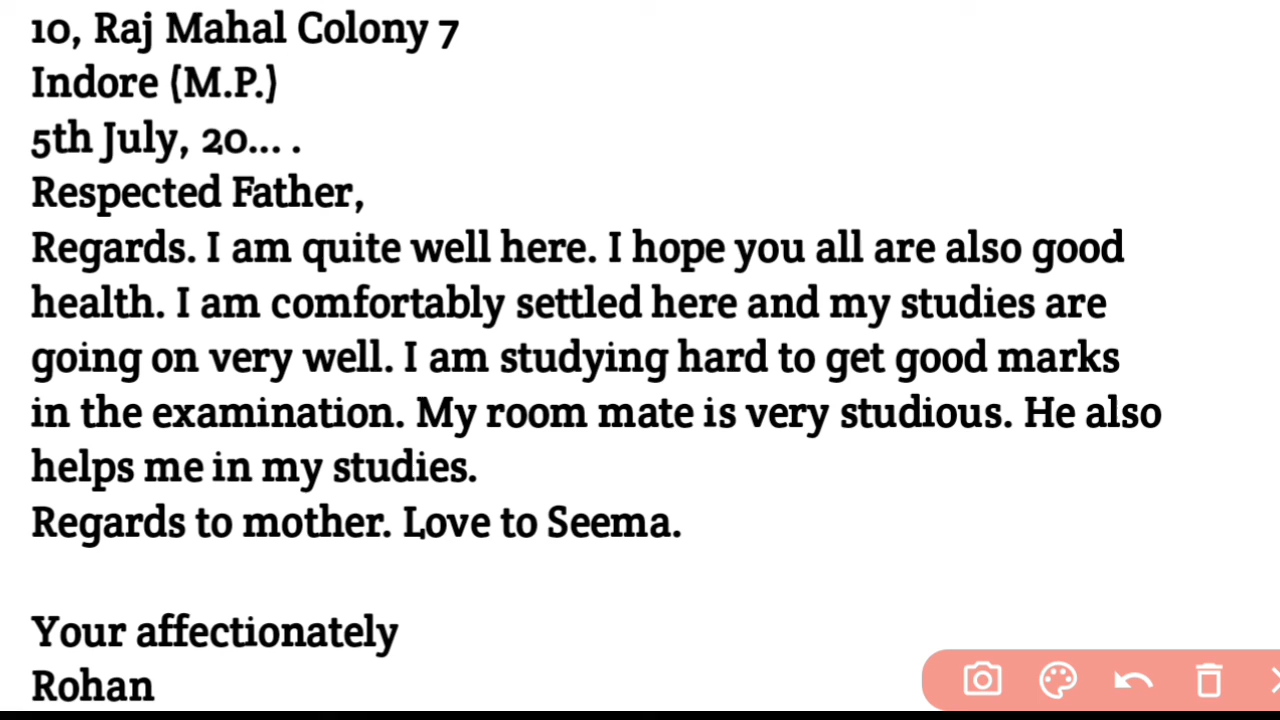 10, Raj Mahal Colony 7
Indore (M.P.)
5th July, 20... .
Respected Father,
Regards. I am quite well here. I hope you all are also good
health. I am comfortably settled here and my studies are
going on very well. I am studying hard to get good marks
in the examination. My room mate is very studious. He also
helps me in my studies.
Regards to mother. Love to Seema.
Your affectionately
Rohan